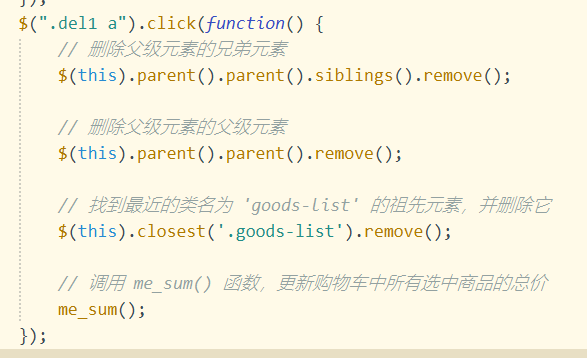 });
$(".del1 a").click(function() {
// 删除父级元素的兄弟元素
$(this).parent().parent().siblings().remove();
// 删除父级元素的父级元素
$(this).parent().parent().remove();
// 找到最近的类名为 'goods-list' 的祖先元素，并删除它
$(this).closest('.goods-list').remove();
// 调用 me_sum() 函数，更新购物车中所有选中商品的总价
me_sum();
});